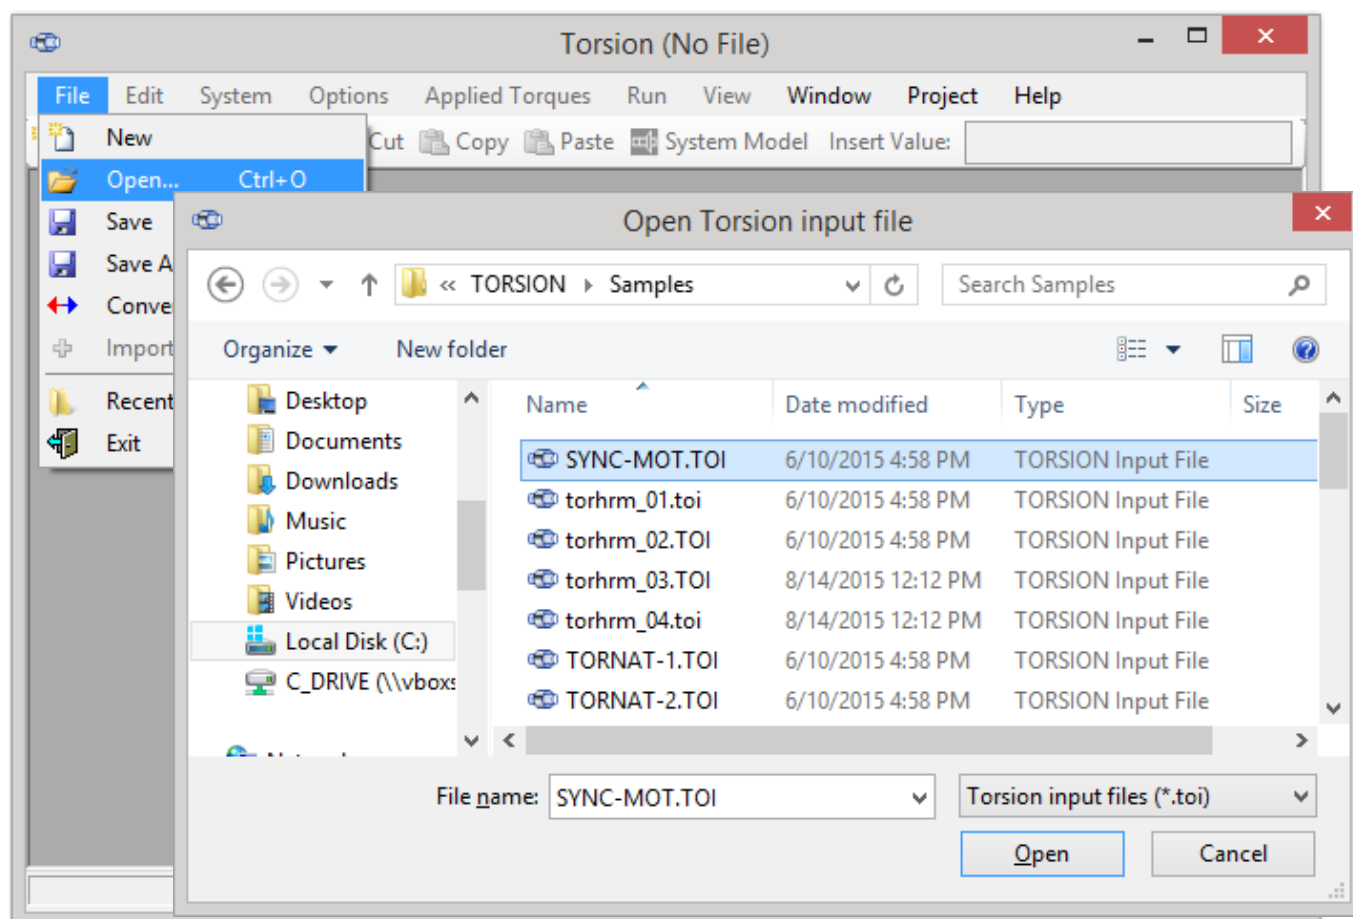 Torsion (No File)
File Edit System Options Applied Torques Run View Window Project Help
New Cut Copy Paste System Model Insert Value:
Open... Ctrl+O
Save Open Torsion input file
Save A « TORSION Samples Search Samples
Conve
Import Organize New folder
Recent Desktop Name Date modified Type Size
Exit Documents SYNC-MOT.TOI 6/10/2015 4:58 PM TORSION Input File
Downloads torhrm_01.toi 6/10/2015 4:58 PM TORSION Input File
Music torhrm_02.TOI 6/10/2015 4:58 PM TORSION Input File
Pictures torhrm_03.TOI 8/14/2015 12:12 PM TORSION Input File
Videos torhrm_04.toi 8/14/2015 12:12 PM TORSION Input File
Local Disk (C:) TORNAT-1.TOI 6/10/2015 4:58 PM TORSION Input File
C_DRIVE (\\vboxs TORNAT-2.TOI 6/10/2015 4:58 PM TORSION Input File
File name: SYNC-MOT.TOI Torsion input files (*.toi)
Open Cancel